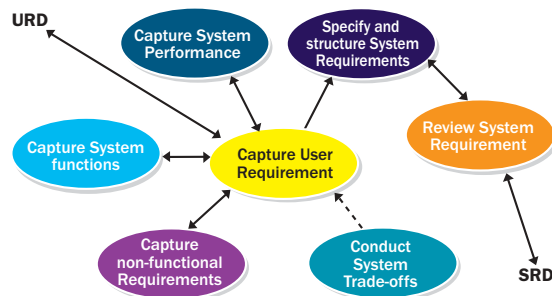 URD
Capture System
Performance
Specify and
structure System
Requirements
Capture System
functions
Capture User
Requirement
Review System
Requirement
Capture
non-functional
Requirements
Conduct
System
Trade-offs
SRD